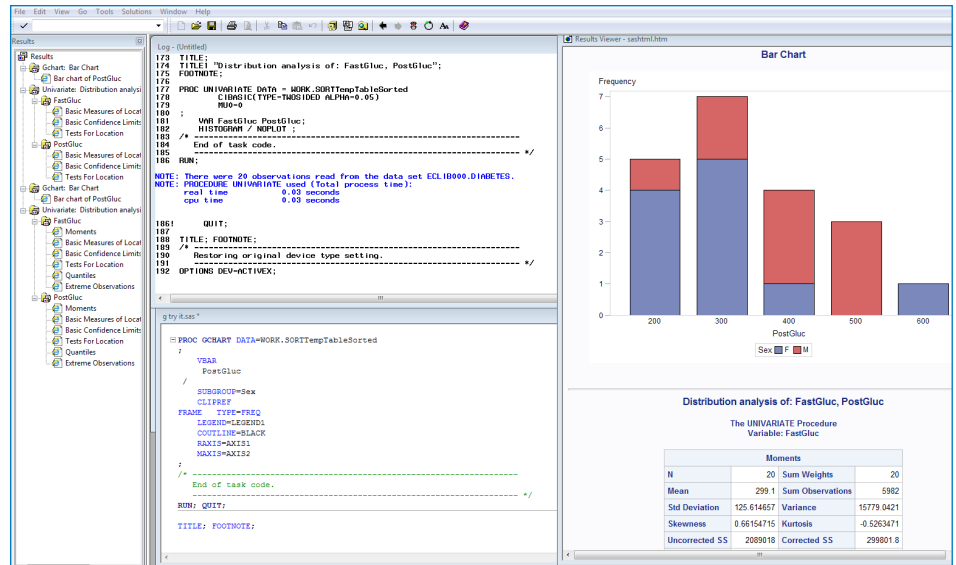 File Edit View Go Tools Solutions Window Help
Results
Results
Gchart: Bar Chart
Bar chart of PostGluc
Univariate: Distribution analysi
FastGluc
Basic Measures of Locat
Basic Confidence Limits
Tests For Location
PostGluc
Basic Measures of Locat
Basic Confidence Limits
Tests For Location
Gchart: Bar Chart
Bar chart of PostGluc
Univariate: Distribution analysi
FastGluc
Moments
Basic Measures of Locat
Basic Confidence Limits
Tests For Location
Quantiles
Extreme Observations
PostGluc
Moments
Basic Measures of Locat
Basic Confidence Limits
Tests For Location
Quantiles
Extreme Observations
Log - (Untitled)
173 TITLE;
174 TITLE1 "Distribution analysis of: FastGluc, PostGluc";
175 FOOTNOTE;
176
177 PROC UNIVARIATE DATA = WORK.SORTTempTableSorted
178 CIBASIC(TYPE=TWOSIDED ALPHA=0.05)
179 MU0=0
180 ;
181 VAR FastGluc PostGluc;
182 HISTOGRAM / NOPLOT ;
183 /* -------------------------------------------------------------------
184 End of task code.
185 ------------------------------------------------------------------- */
186 RUN;
NOTE: There were 20 observations read from the data set ECLIB000.DIABETES.
NOTE: PROCEDURE UNIVARIATE used (Total process time):
real time 0.03 seconds
cpu time 0.03 seconds
186! QUIT;
187
188 TITLE; FOOTNOTE;
189 /* -------------------------------------------------------------------
190 Restoring original device type setting.
191 ------------------------------------------------------------------- */
192 OPTIONS DEV=ACTIVEX;
g try it.sas *
PROC GCHART DATA=WORK.SORTTempTableSorted
;
VBAR
PostGluc
/
SUBGROUP=Sex
CLIPREF
FRAME TYPE=FREQ
LEGEND=LEGEND1
COUTLINE=BLACK
RAXIS=AXIS1
MAXIS=AXIS2
;
/* -------------------------------------------------------------------
End of task code.
------------------------------------------------------------------- */
RUN; QUIT;
TITLE; FOOTNOTE;
Results Viewer - sashtml.htm
Bar Chart
Frequency
7
6
5
4
3
2
1
0
200 300 400 500 600
PostGluc
Sex F M
Distribution analysis of: FastGluc, PostGluc
The UNIVARIATE Procedure
Variable: FastGluc
Moments
N 20 Sum Weights 20
Mean 299.1 Sum Observations 5982
Std Deviation 125.614657 Variance 15779.0421
Skewness 0.66154715 Kurtosis -0.5263471
Uncorrected SS 2089018 Corrected SS 299801.8